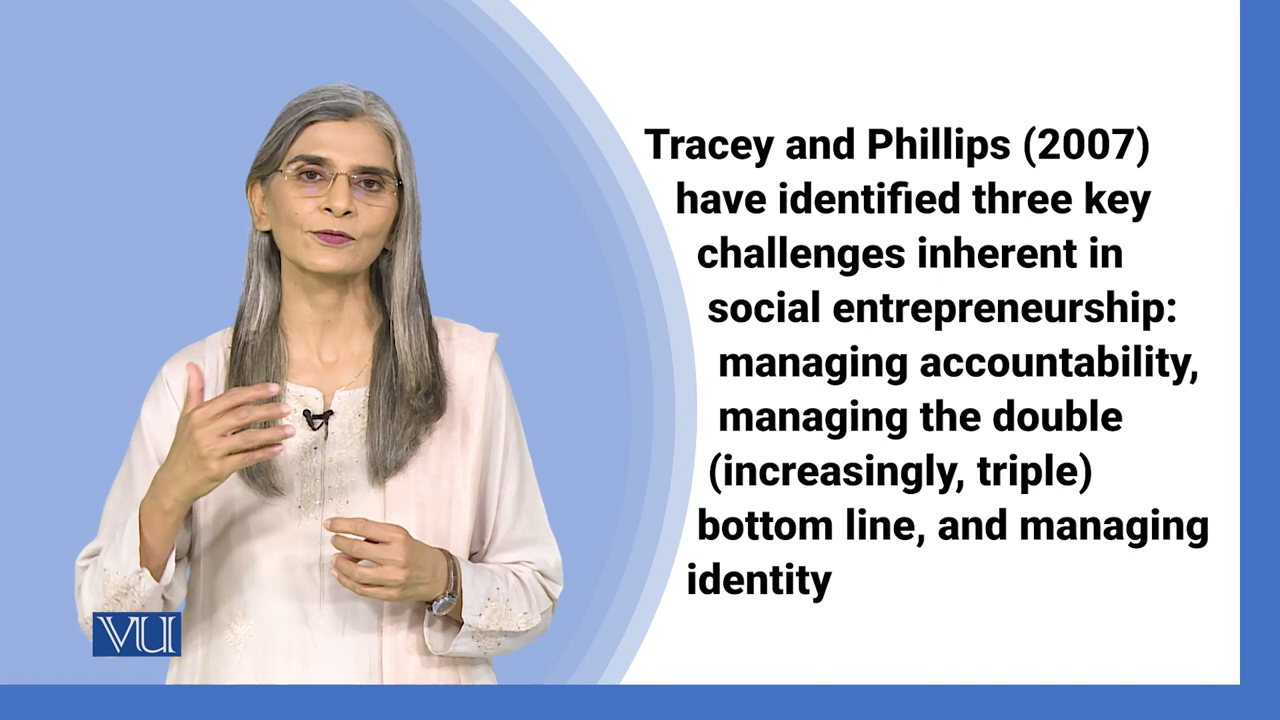 Tracey and Phillips (2007)
have identified three key
challenges inherent in
social entrepreneurship:
managing accountability,
managing the double
(increasingly, triple)
bottom line, and managing
identity
VU